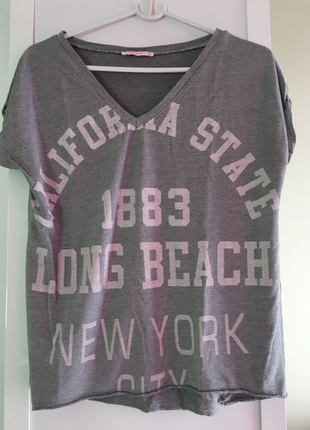 CALIFORNIA STATE
1883
LONG BEACH
NEW YORK
CITY